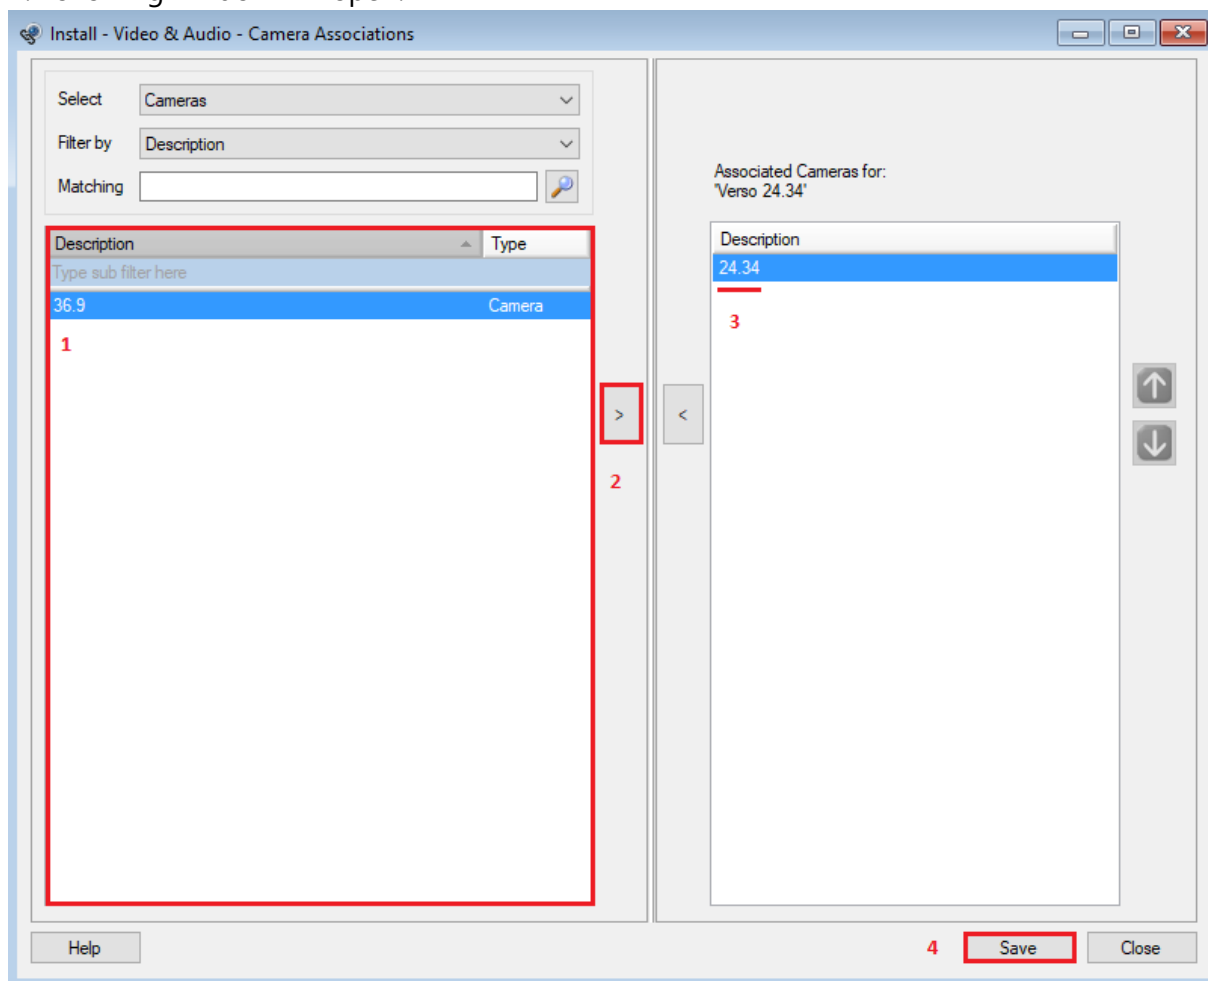 Install - Video & Audio - Camera Associations
Select Cameras
Filter by Description
Matching
Description Type
Type sub filter here
36.9 Camera
1
>
2
Associated Cameras for:
'Verso 24.34'
Description
24.34
3
<
Help
4 Save Close